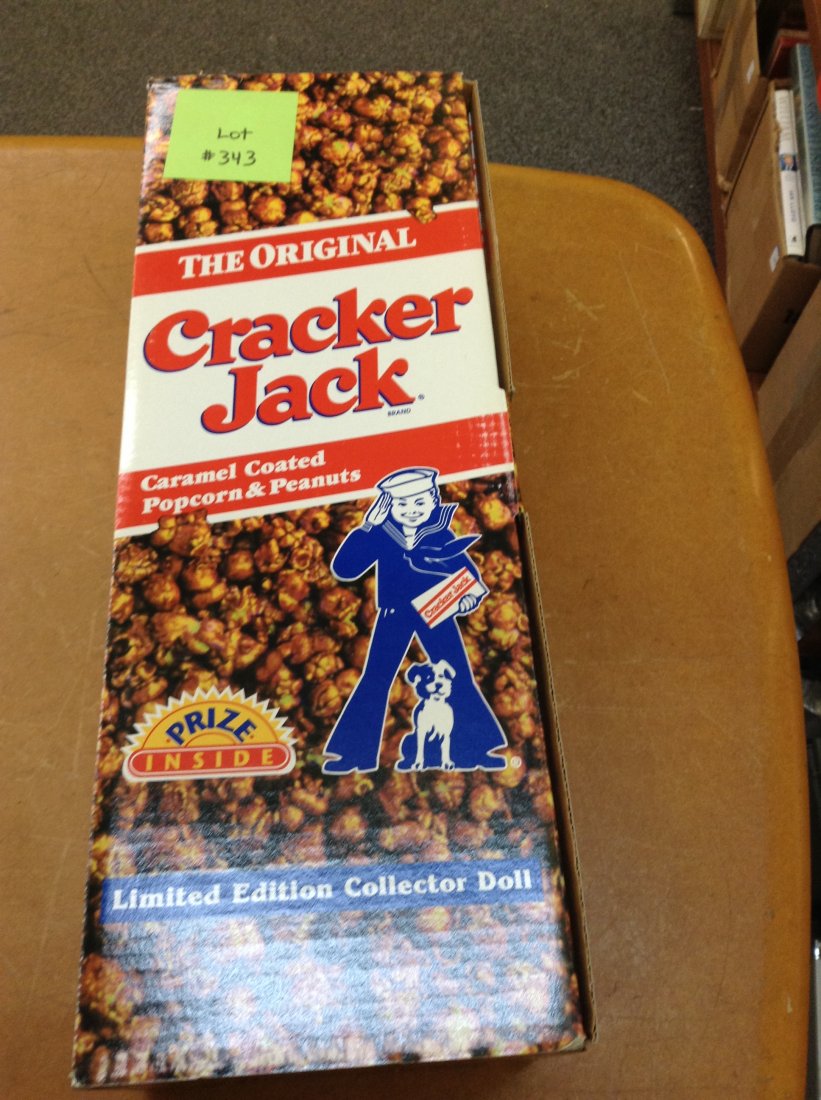 Lot
#343
THE ORIGINAL
Cracker
Jack®
BRAND
Caramel Coated
Popcorn & Peanuts
Cracker Jack
PRIZE
INSIDE
®
Limited Edition Collector Doll